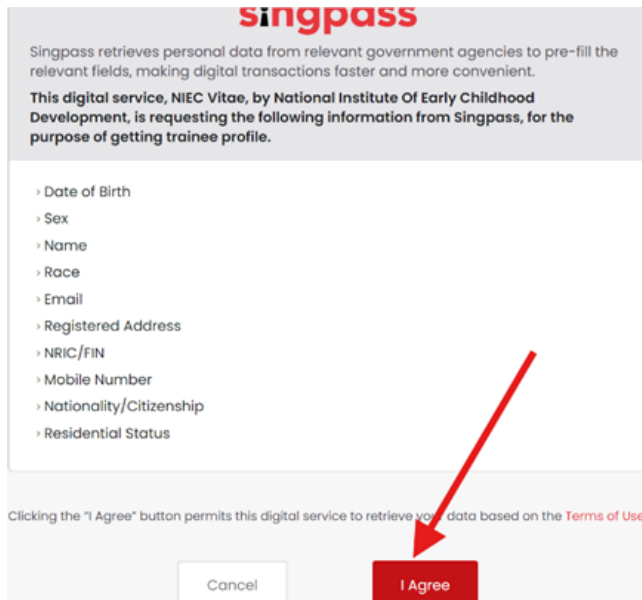 singpass
Singpass retrieves personal data from relevant government agencies to pre-fill the
relevant fields, making digital transactions faster and more convenient.
This digital service, NIEC Vitae, by National Institute Of Early Childhood
Development, is requesting the following information from Singpass, for the
purpose of getting trainee profile.
› Date of Birth
› Sex
› Name
› Race
› Email
› Registered Address
› NRIC/FIN
› Mobile Number
› Nationality/Citizenship
› Residential Status
Clicking the "I Agree" button permits this digital service to retrieve your data based on the Terms of Use
Cancel
I Agree